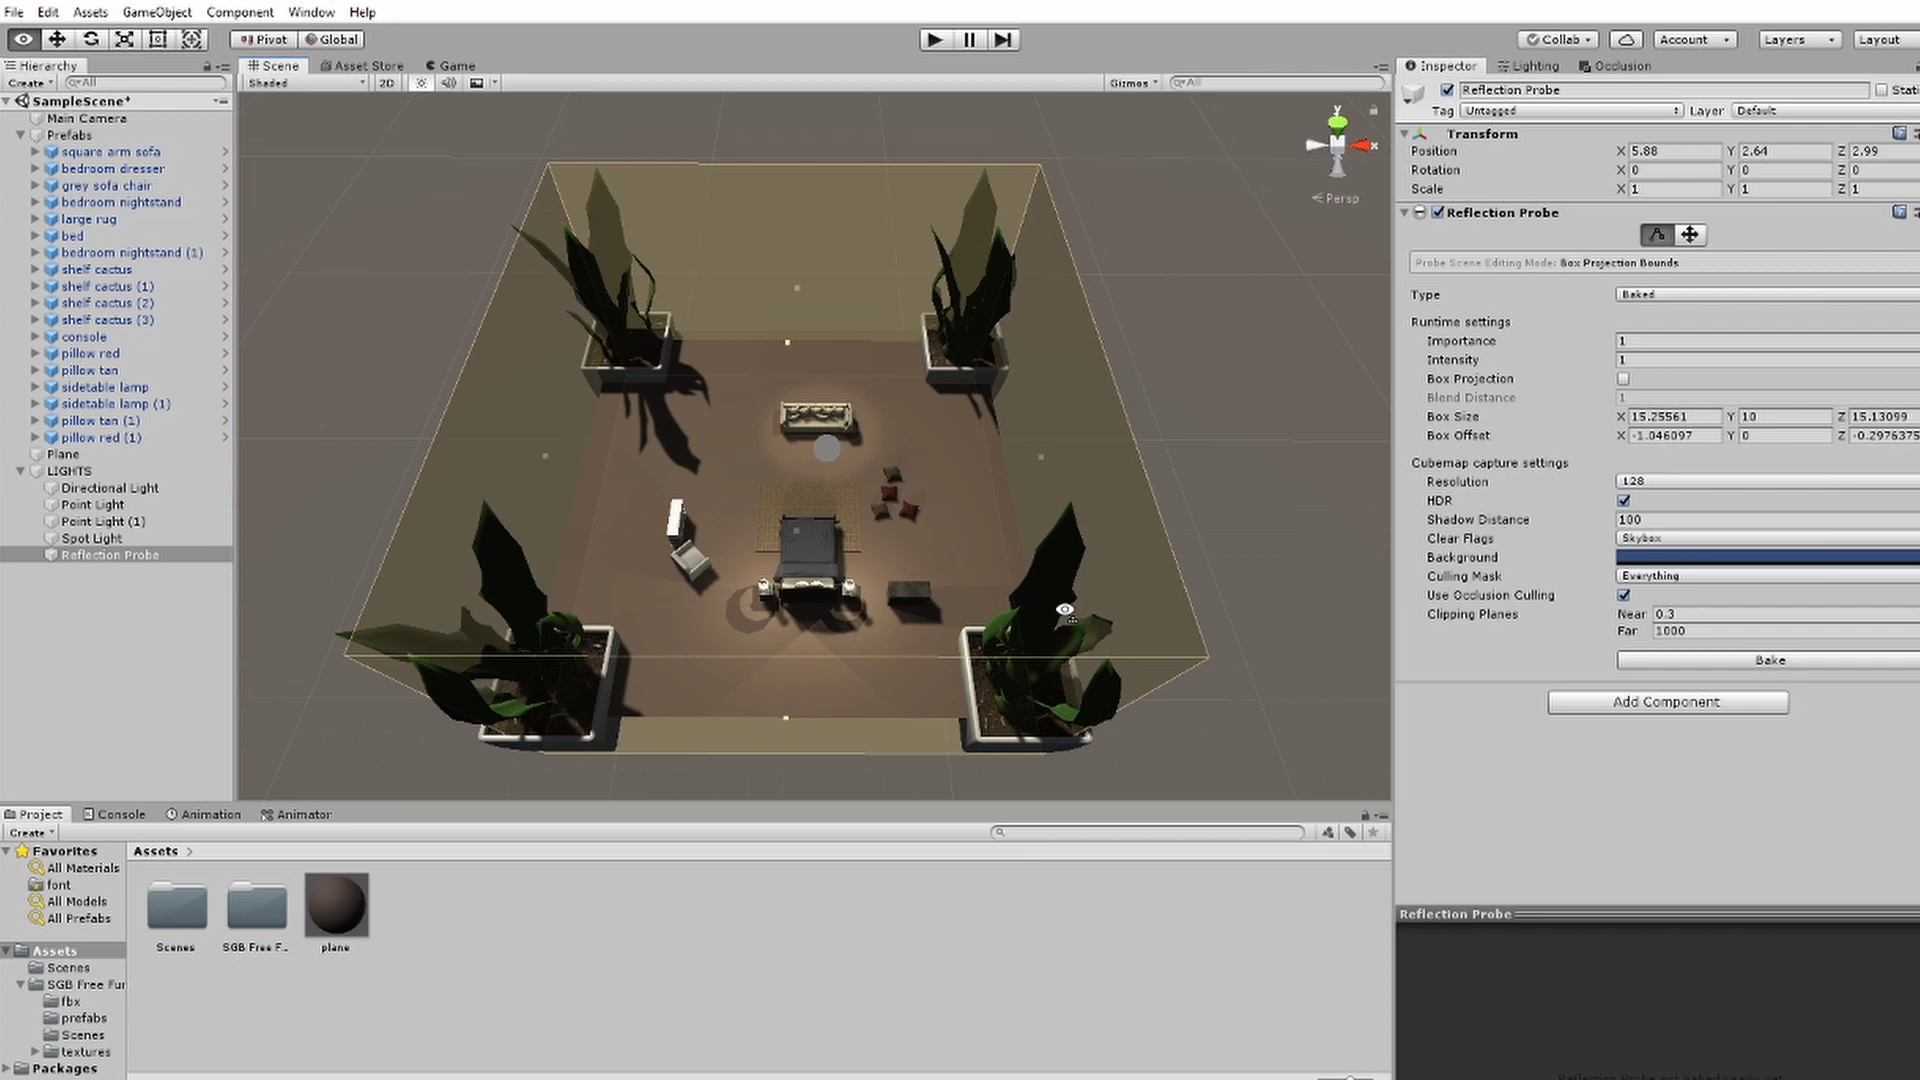 File Edit Assets GameObject Component Window Help
Pivot Global Collab Account Layers Layout
Hierarchy
Create All
SampleScene*
Main Camera
Prefabs
square arm sofa
bedroom dresser
grey sofa chair
bedroom nightstand
large rug
bed
bedroom nightstand (1)
shelf cactus
shelf cactus (1)
shelf cactus (2)
shelf cactus (3)
console
pillow red
pillow tan
sidetable lamp
sidetable lamp (1)
pillow tan (1)
pillow red (1)
Plane
LIGHTS
Directional Light
Point Light
Point Light (1)
Spot Light
Reflection Probe
Scene Asset Store Game
Shaded 2D Gizmos All
y
x
Persp
Inspector Lighting Occlusion
Reflection Probe Stati
Tag Untagged Layer Default
Transform
Position X 5.88 Y 2.64 Z 2.99
Rotation X 0 Y 0 Z 0
Scale X 1 Y 1 Z 1
Reflection Probe
Probe Scene Editing Mode: Box Projection Bounds
Type Baked
Runtime settings
Importance 1
Intensity 1
Box Projection
Blend Distance 1
Box Size X 15.25561 Y 10 Z 15.13099
Box Offset X -1.046097 Y 0 Z -0.2976375
Cubemap capture settings
Resolution 128
HDR
Shadow Distance 100
Clear Flags Skybox
Background
Culling Mask Everything
Use Occlusion Culling
Clipping Planes Near 0.3
Far 1000
Bake
Add Component
Reflection Probe
Project Console Animation Animator
Create
Favorites
All Materials
font
All Models
All Prefabs
Assets
Scenes
SGB Free Fur
fbx
prefabs
Scenes
textures
Packages
Assets
Scenes SGB Free F... plane